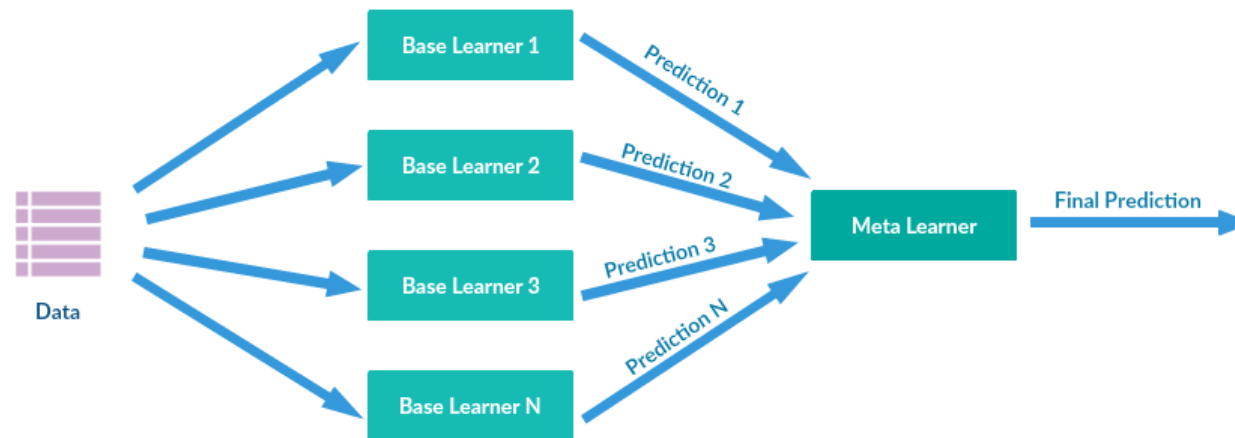 Base Learner 1
Prediction 1
Base Learner 2
Prediction 2
Data
Meta Learner
Final Prediction
Base Learner 3
Prediction 3
Base Learner N
Prediction N